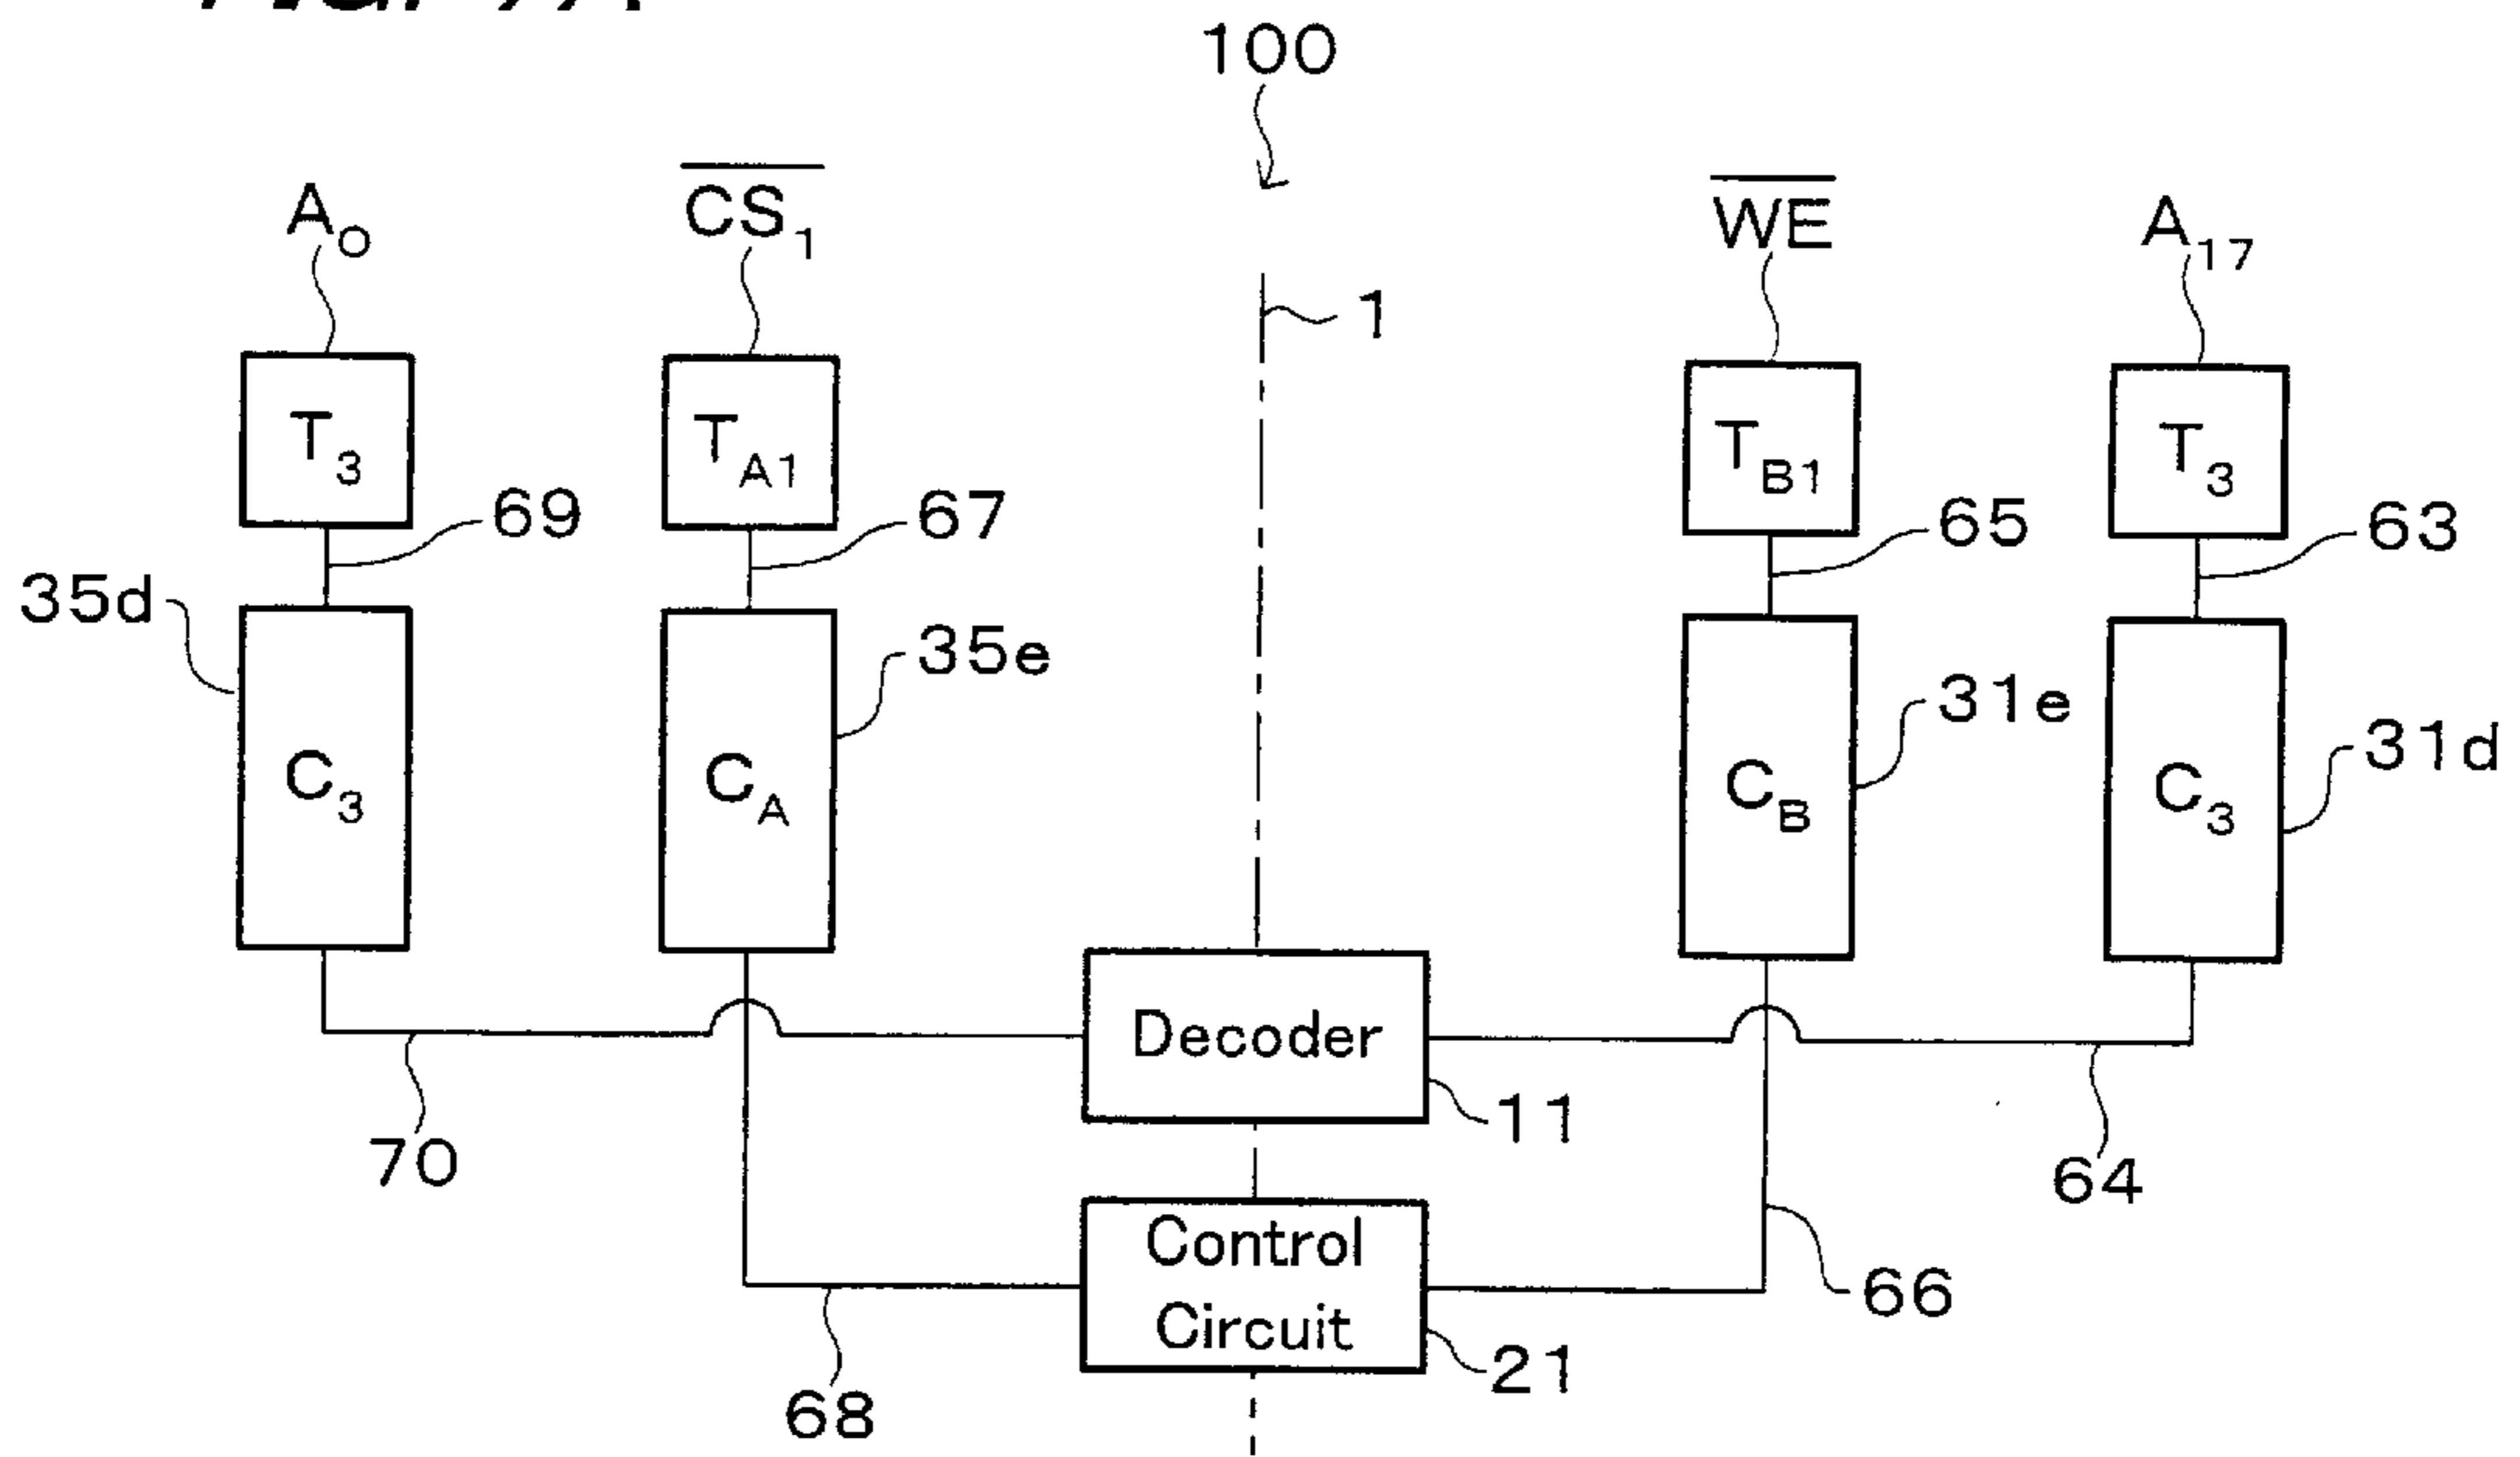 100
A0
CS1
WE
A17
1
T3
TA1
TB1
T3
69
67
65
63
35d
35e
31e
31d
C3
CA
CB
C3
Decoder
11
70
64
Control
Circuit
66
21
68